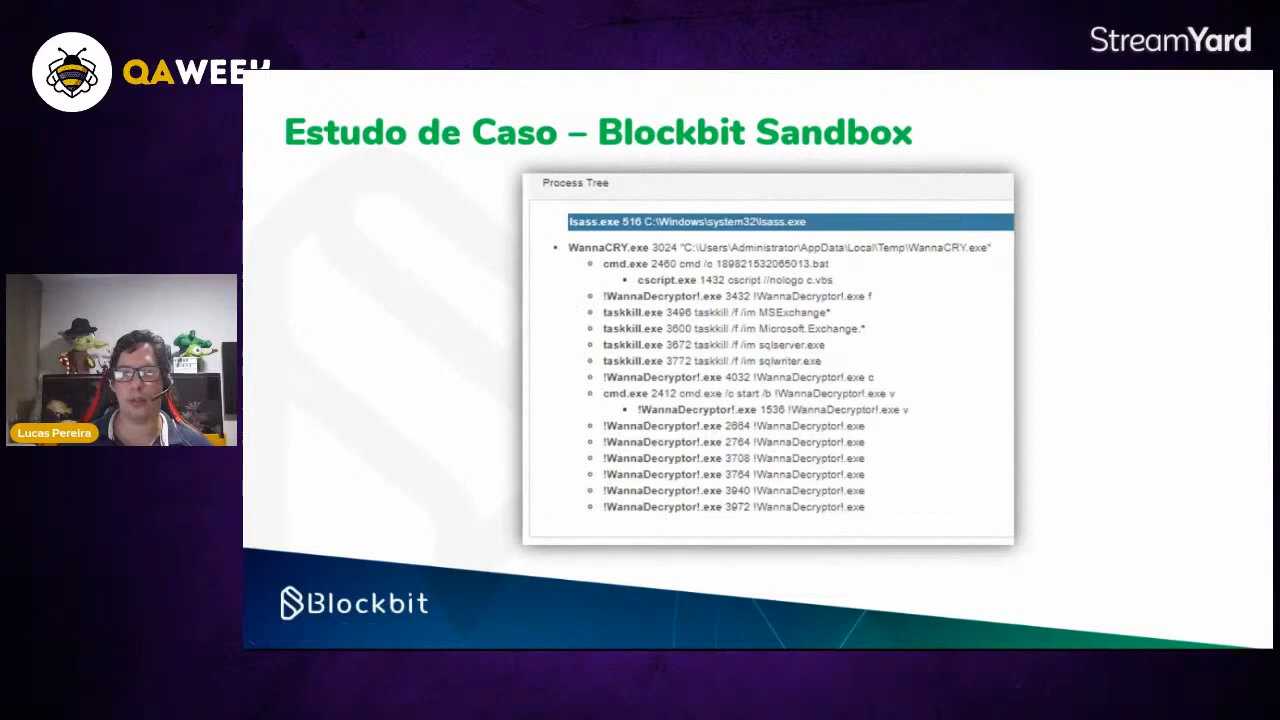 QAWEEK
StreamYard
Estudo de Caso – Blockbit Sandbox
Process Tree
lsass.exe 516 C:\Windows\system32\lsass.exe
WannaCRY.exe 3024 "C:\Users\Administrator\AppData\Local\Temp\WannaCRY.exe"
cmd.exe 2460 cmd /c 189821532065013.bat
cscript.exe 1432 cscript //nologo c.vbs
!WannaDecryptor!.exe 3432 !WannaDecryptor!.exe f
taskkill.exe 3496 taskkill /f /im MSExchange*
taskkill.exe 3600 taskkill /f /im Microsoft.Exchange.*
taskkill.exe 3672 taskkill /f /im sqlserver.exe
taskkill.exe 3772 taskkill /f /im sqlwriter.exe
!WannaDecryptor!.exe 4032 !WannaDecryptor!.exe c
cmd.exe 2412 cmd.exe /c start /b !WannaDecryptor!.exe v
!WannaDecryptor!.exe 1536 !WannaDecryptor!.exe v
!WannaDecryptor!.exe 2664 !WannaDecryptor!.exe
!WannaDecryptor!.exe 2764 !WannaDecryptor!.exe
!WannaDecryptor!.exe 3708 !WannaDecryptor!.exe
!WannaDecryptor!.exe 3764 !WannaDecryptor!.exe
!WannaDecryptor!.exe 3940 !WannaDecryptor!.exe
!WannaDecryptor!.exe 3972 !WannaDecryptor!.exe
Lucas Pereira
Blockbit